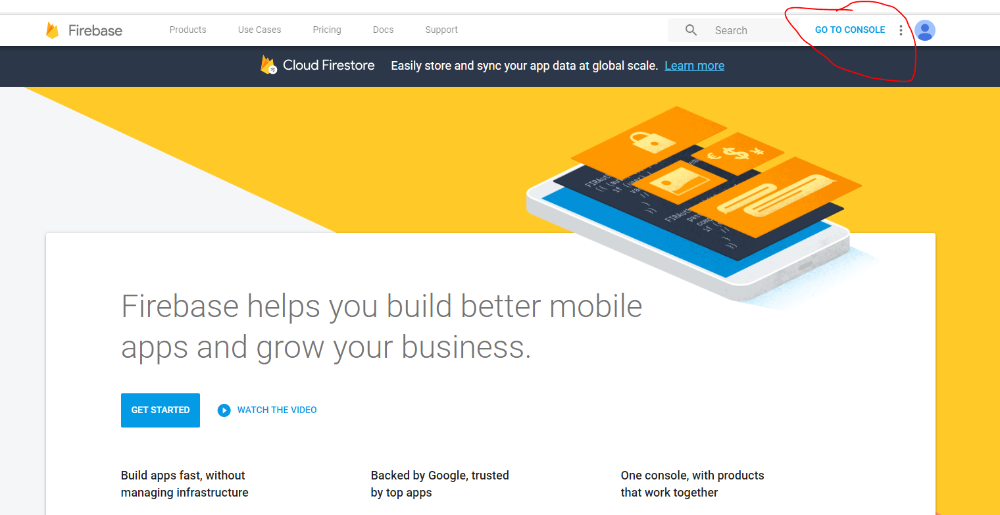 Firebase
Products
Use Cases
Pricing
Docs
Support
Search
GO TO CONSOLE
Cloud Firestore
Easily store and sync your app data at global scale. Learn more
Firebase helps you build better mobile
apps and grow your business.
GET STARTED
WATCH THE VIDEO
Build apps fast, without
managing infrastructure
Backed by Google, trusted
by top apps
One console, with products
that work together